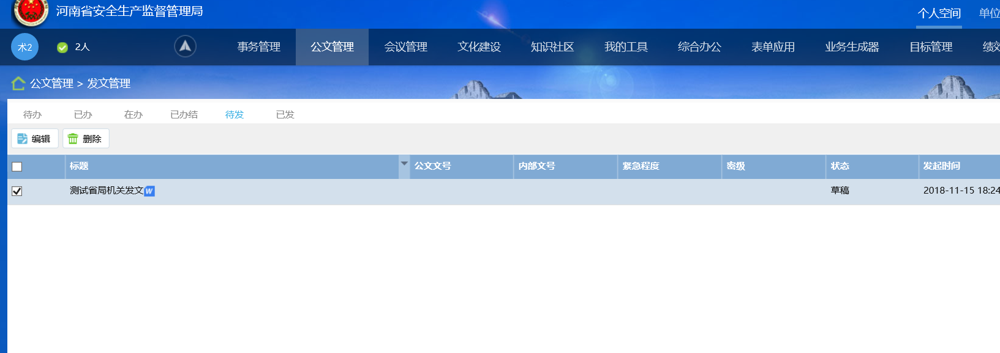 河南省安全生产监督管理局
个人空间 单位
术2 2人 事务管理 公文管理 会议管理 文化建设 知识社区 我的工具 综合办公 表单应用 业务生成器 目标管理 绩效
公文管理 > 发文管理
待办 已办 在办 已办结 待发 已发
编辑 删除
标题 公文文号 内部文号 紧急程度 密级 状态 发起时间
测试省局机关发文 W 草稿 2018-11-15 18:24